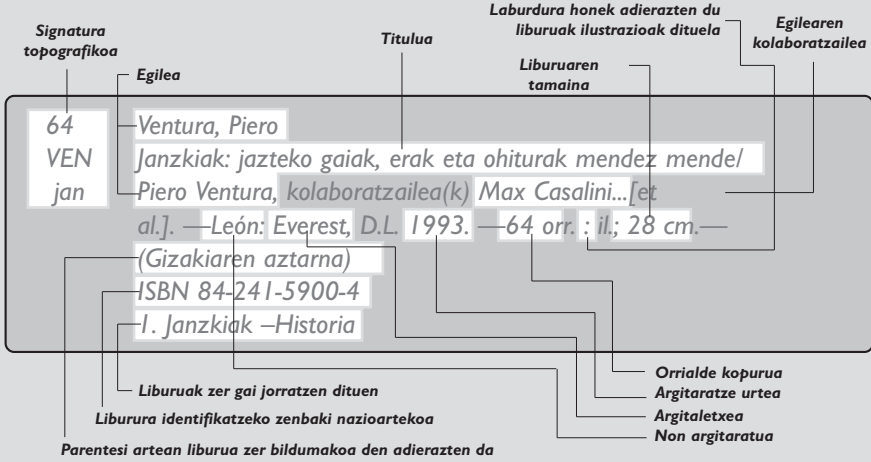 Laburdura honek adierazten du
liburuak ilustrazioak dituela
Signatura
topografikoa
Egilea
Titulua
Liburuaren
tamaina
Egilearen
kolaboratzailea
64
VEN
jan
Ventura, Piero
Janzkiak: jazteko gaiak, erak eta ohiturak mendez mende/
Piero Ventura, kolaboratzailea(k) Max Casalini...[et
al.]. —León: Everest, D.L. 1993. —64 orr. : il.; 28 cm.—
(Gizakiaren aztarna)
ISBN 84-241-5900-4
1. Janzkiak –Historia
Orrialde kopurua
Argitaratze urtea
Argitaletxea
Non argitaratua
Liburuak zer gai jorratzen dituen
Liburura identifikatzeko zenbaki nazioartekoa
Parentesi artean liburua zer bildumakoa den adierazten da